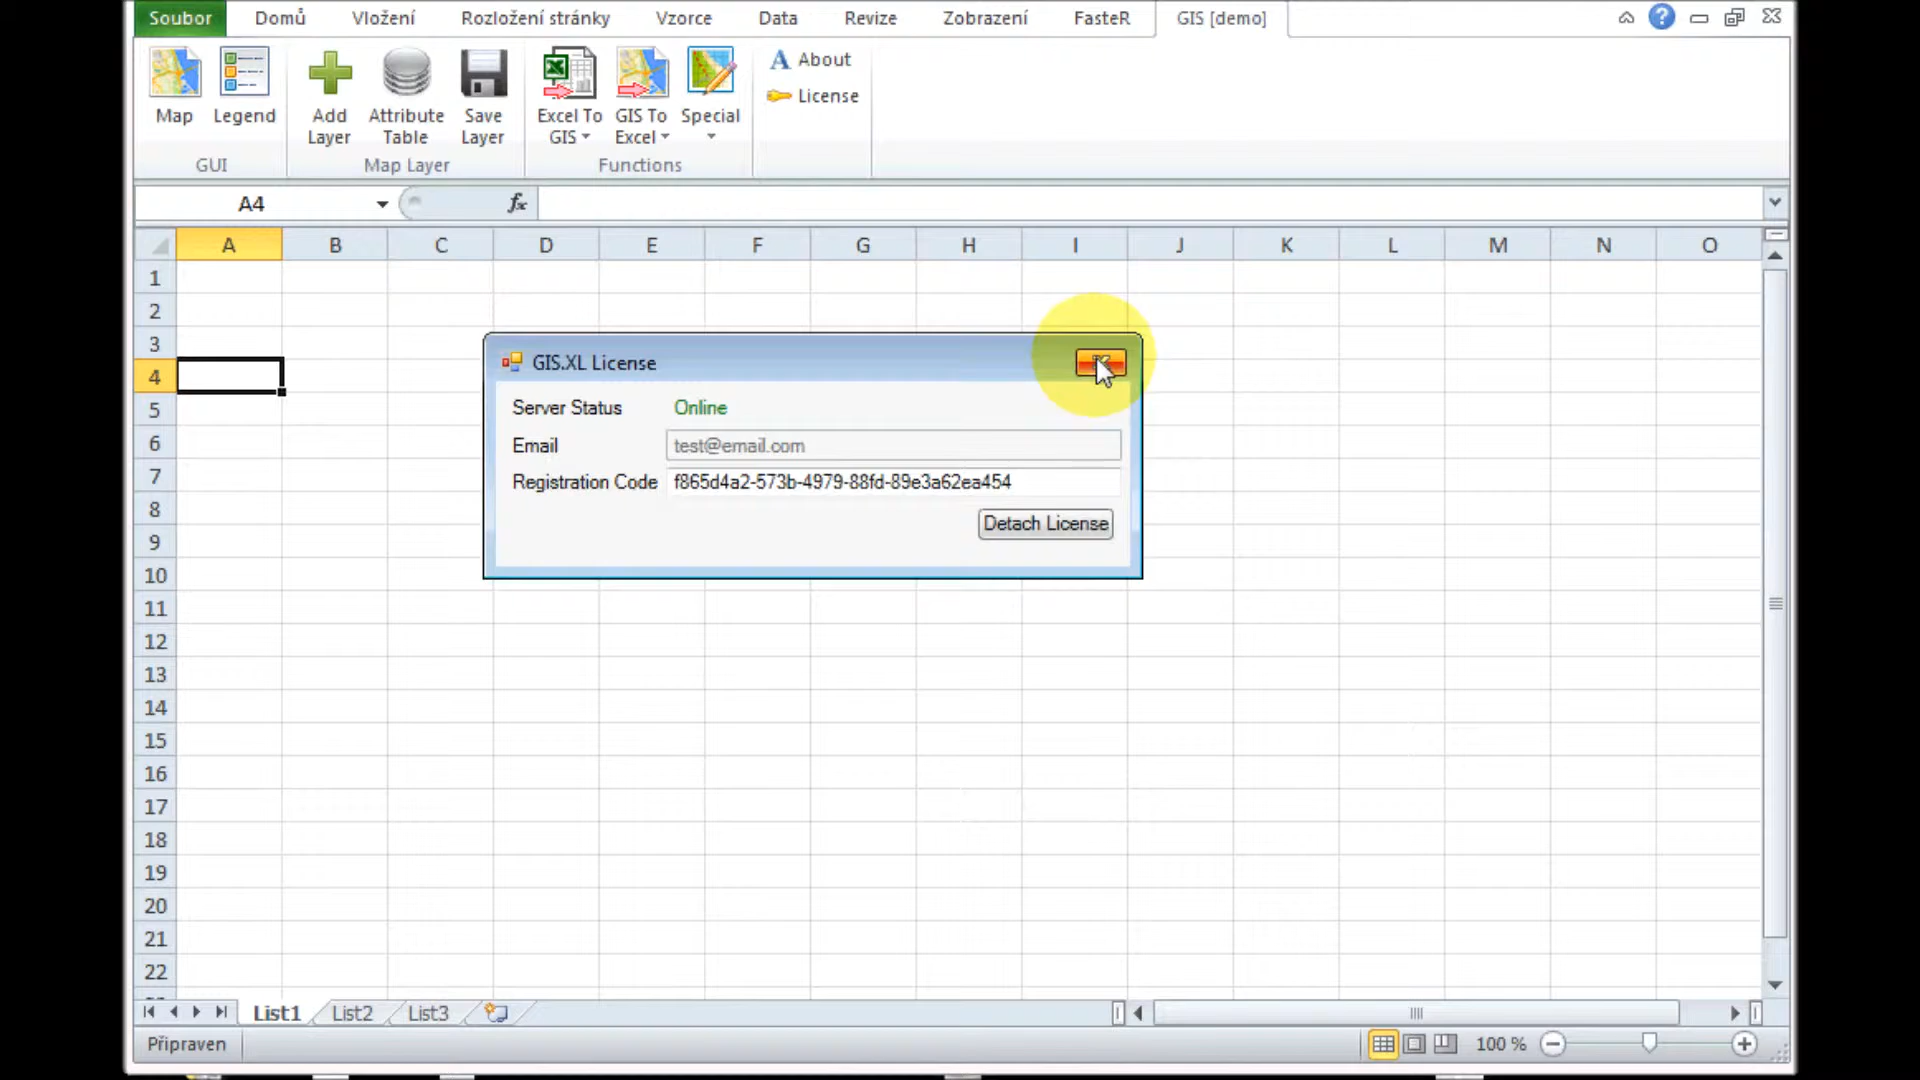 Soubor Domů Vložení Rozložení stránky Vzorce Data Revize Zobrazení FasteR GIS [demo]
Map Legend Add Layer Attribute Table Save Layer Excel To GIS GIS To Excel Special
A About
License
GUI Map Layer Functions
A4 fx
A B C D E F G H I J K L M N O
1
2
3
4
5
6
7
8
9
10
11
12
13
14
15
16
17
18
19
20
21
22
GIS.XL License
Server Status Online
Email test@email.com
Registration Code f865d4a2-573b-4979-88fd-89e3a62ea454
Detach License
List1 List2 List3
Připraven 100 %